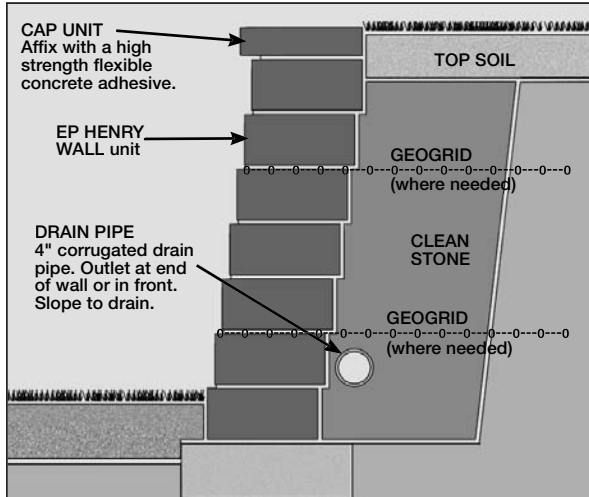 CAP UNIT
Affix with a high
strength flexible
concrete adhesive.
TOP SOIL
EP HENRY
WALL unit
GEOGRID
(where needed)
DRAIN PIPE
4" corrugated drain
pipe. Outlet at end
of wall or in front.
Slope to drain.
CLEAN
STONE
GEOGRID
(where needed)